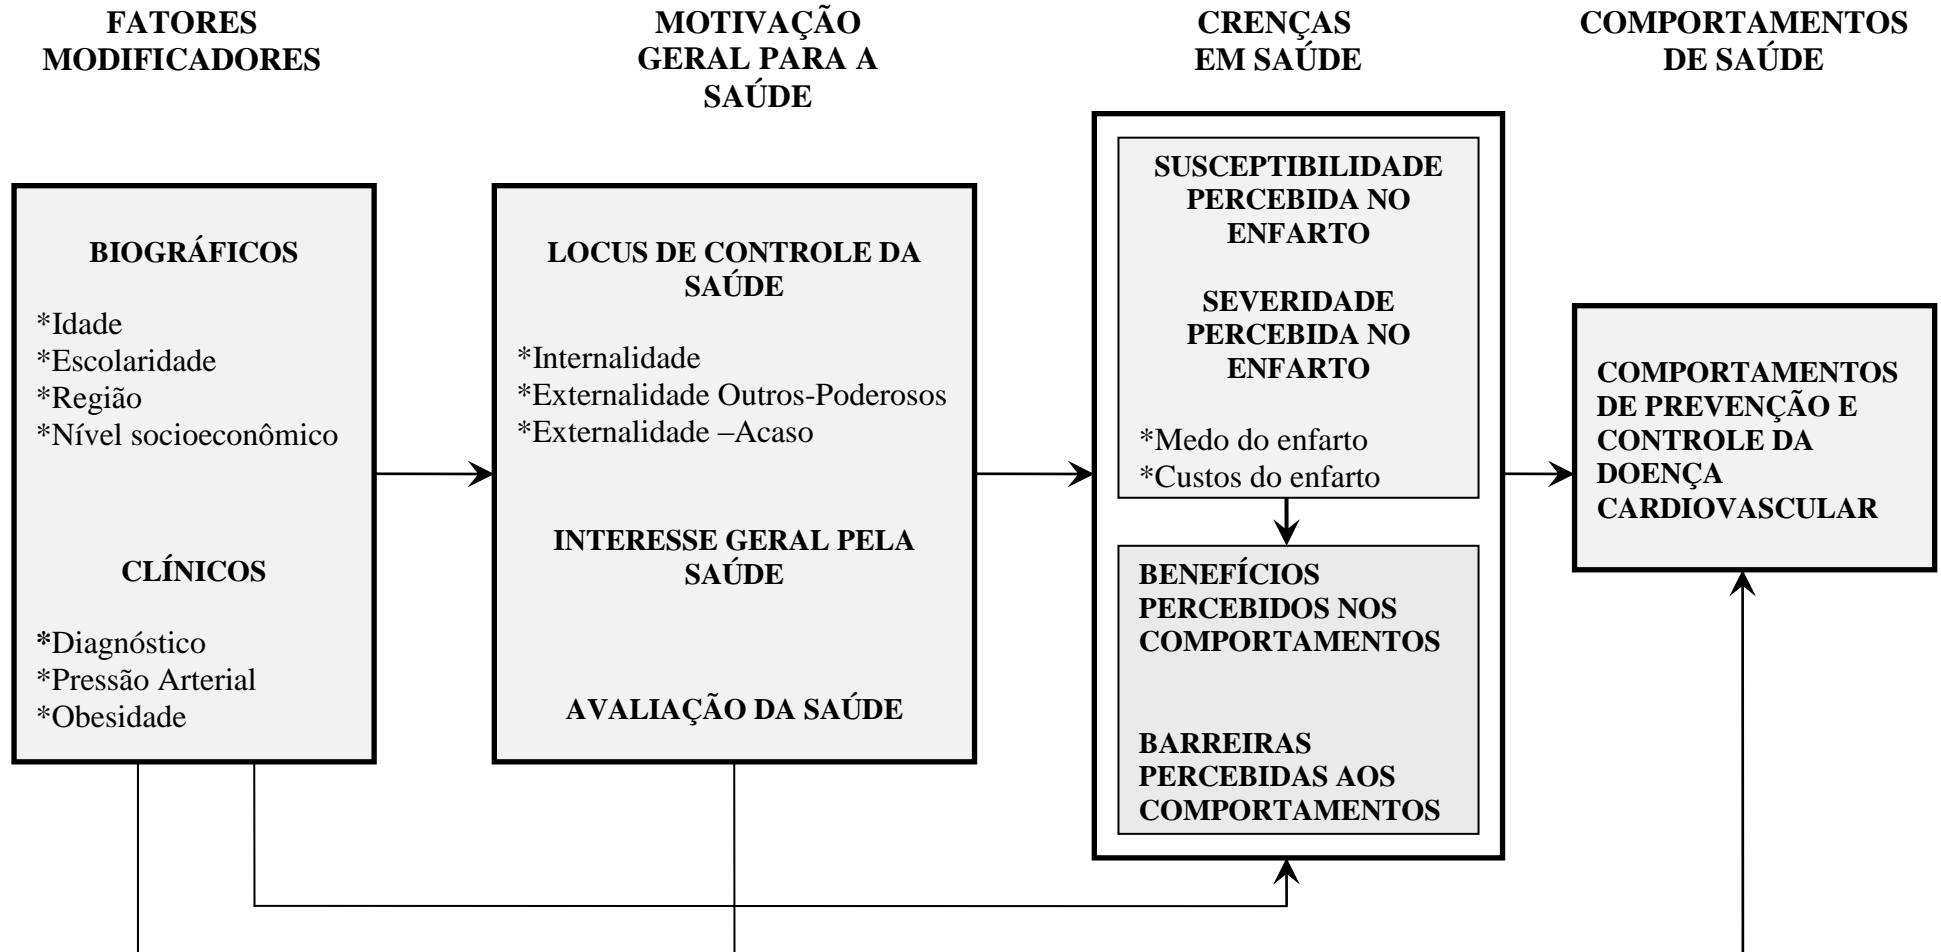 FATORES
MODIFICADORES
MOTIVAÇÃO
GERAL PARA A
SAÚDE
CRENÇAS
EM SAÚDE
COMPORTAMENTOS
DE SAÚDE
BIOGRÁFICOS
*Idade
*Escolaridade
*Região
*Nível socioeconômico
CLÍNICOS
*Diagnóstico
*Pressão Arterial
*Obesidade
LOCUS DE CONTROLE DA
SAÚDE
*Internalidade
*Externalidade Outros-Poderosos
*Externalidade –Acaso
INTERESSE GERAL PELA
SAÚDE
AVALIAÇÃO DA SAÚDE
SUSCEPTIBILIDADE
PERCEBIDA NO
ENFARTO
SEVERIDADE
PERCEBIDA NO
ENFARTO
*Medo do enfarto
*Custos do enfarto
BENEFÍCIOS
PERCEBIDOS NOS
COMPORTAMENTOS
BARREIRAS
PERCEBIDAS AOS
COMPORTAMENTOS
COMPORTAMENTOS
DE PREVENÇÃO E
CONTROLE DA
DOENÇA
CARDIOVASCULAR